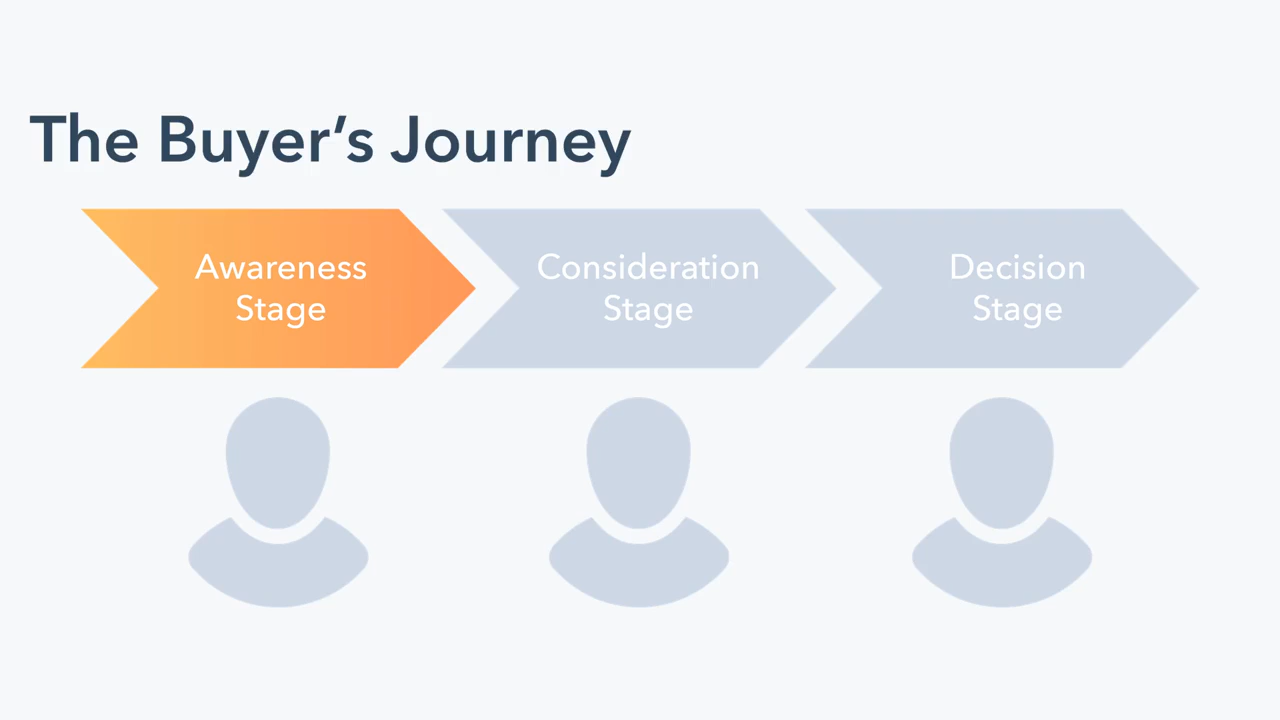 The Buyer’s Journey
Awareness
Stage
Consideration
Stage
Decision
Stage